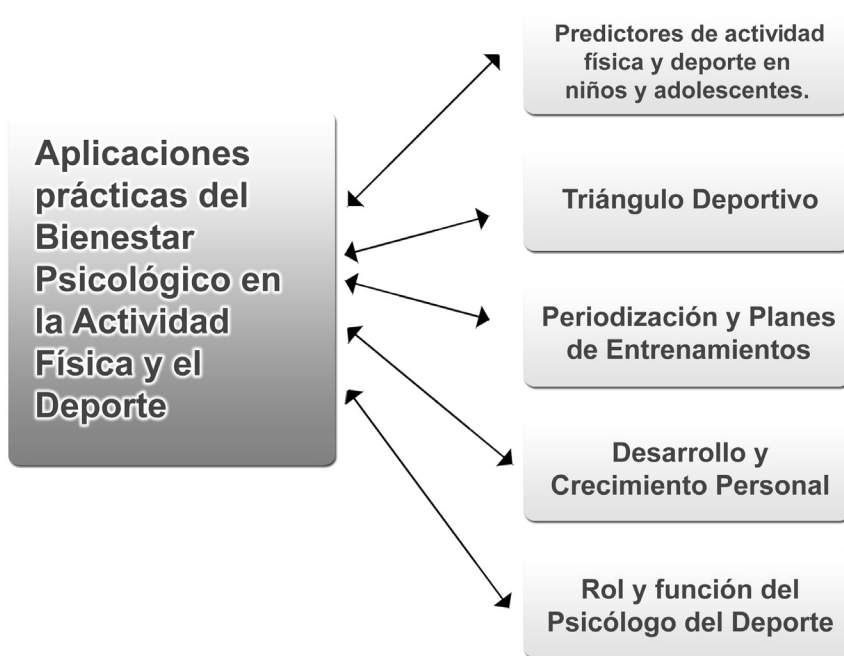 Aplicaciones
prácticas del
Bienestar
Psicológico en
la Actividad
Física y el
Deporte
Predictores de actividad
física y deporte en
niños y adolescentes.
Triángulo Deportivo
Periodización y Planes
de Entrenamientos
Desarrollo y
Crecimiento Personal
Rol y función del
Psicólogo del Deporte